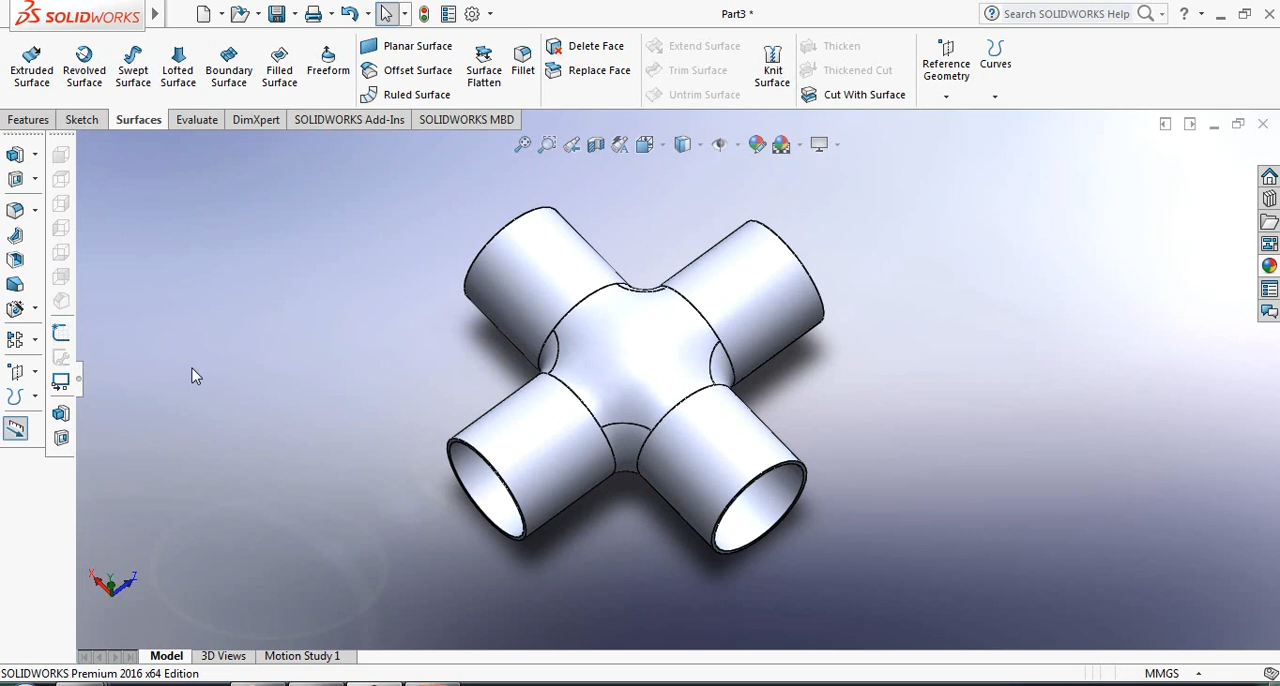 SOLIDWORKS
Part3 *
Search SOLIDWORKS Help
?
Extruded Surface
Revolved Surface
Swept Surface
Lofted Surface
Boundary Surface
Filled Surface
Freeform
Planar Surface
Offset Surface
Ruled Surface
Surface Flatten
Fillet
Delete Face
Replace Face
Extend Surface
Trim Surface
Untrim Surface
Knit Surface
Thicken
Thickened Cut
Cut With Surface
Reference Geometry
Curves
Features
Sketch
Surfaces
Evaluate
DimXpert
SOLIDWORKS Add-Ins
SOLIDWORKS MBD
X
Y
Z
Model
3D Views
Motion Study 1
SOLIDWORKS Premium 2016 x64 Edition
MMGS